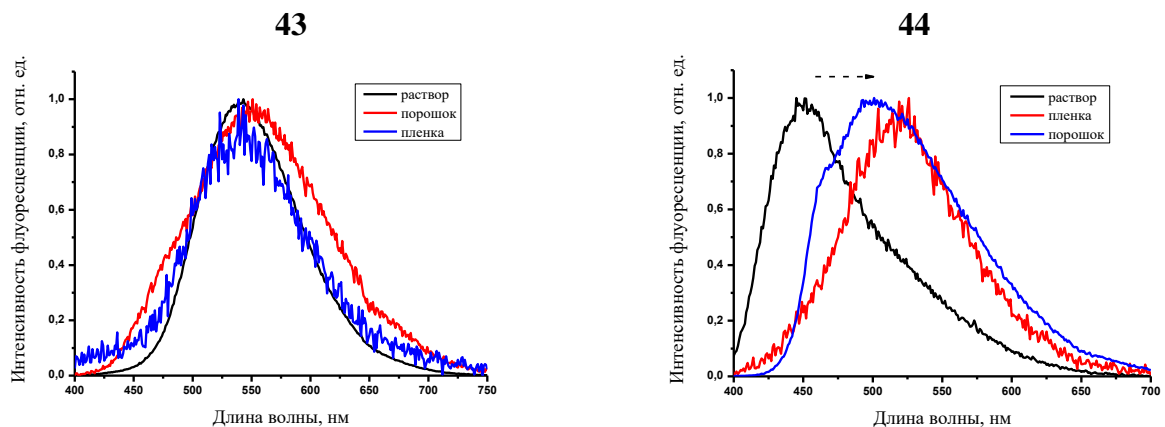 43
Интенсивность флуоресценции, отн. ед.
1,0
0,8
0,6
0,4
0,2
0,0
400 450 500 550 600 650 700 750
Длина волны, нм
раствор
порошок
пленка
44
Интенсивность флуоресценции, отн. ед.
1,0
0,8
0,6
0,4
0,2
0,0
400 450 500 550 600 650 700
Длина волны, нм
раствор
пленка
порошок